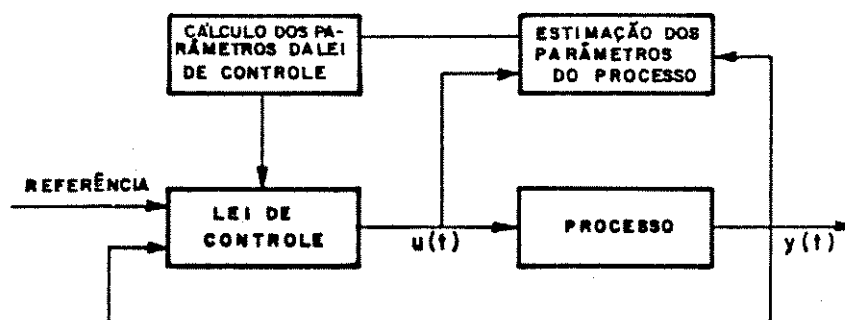 CÁLCULO DOS PA-
RÂMETROS DA LEI
DE CONTROLE
ESTIMAÇÃO DOS
PARÂMETROS
DO PROCESSO
REFERÊNCIA
LEI DE
CONTROLE
u(t)
PROCESSO
y(t)